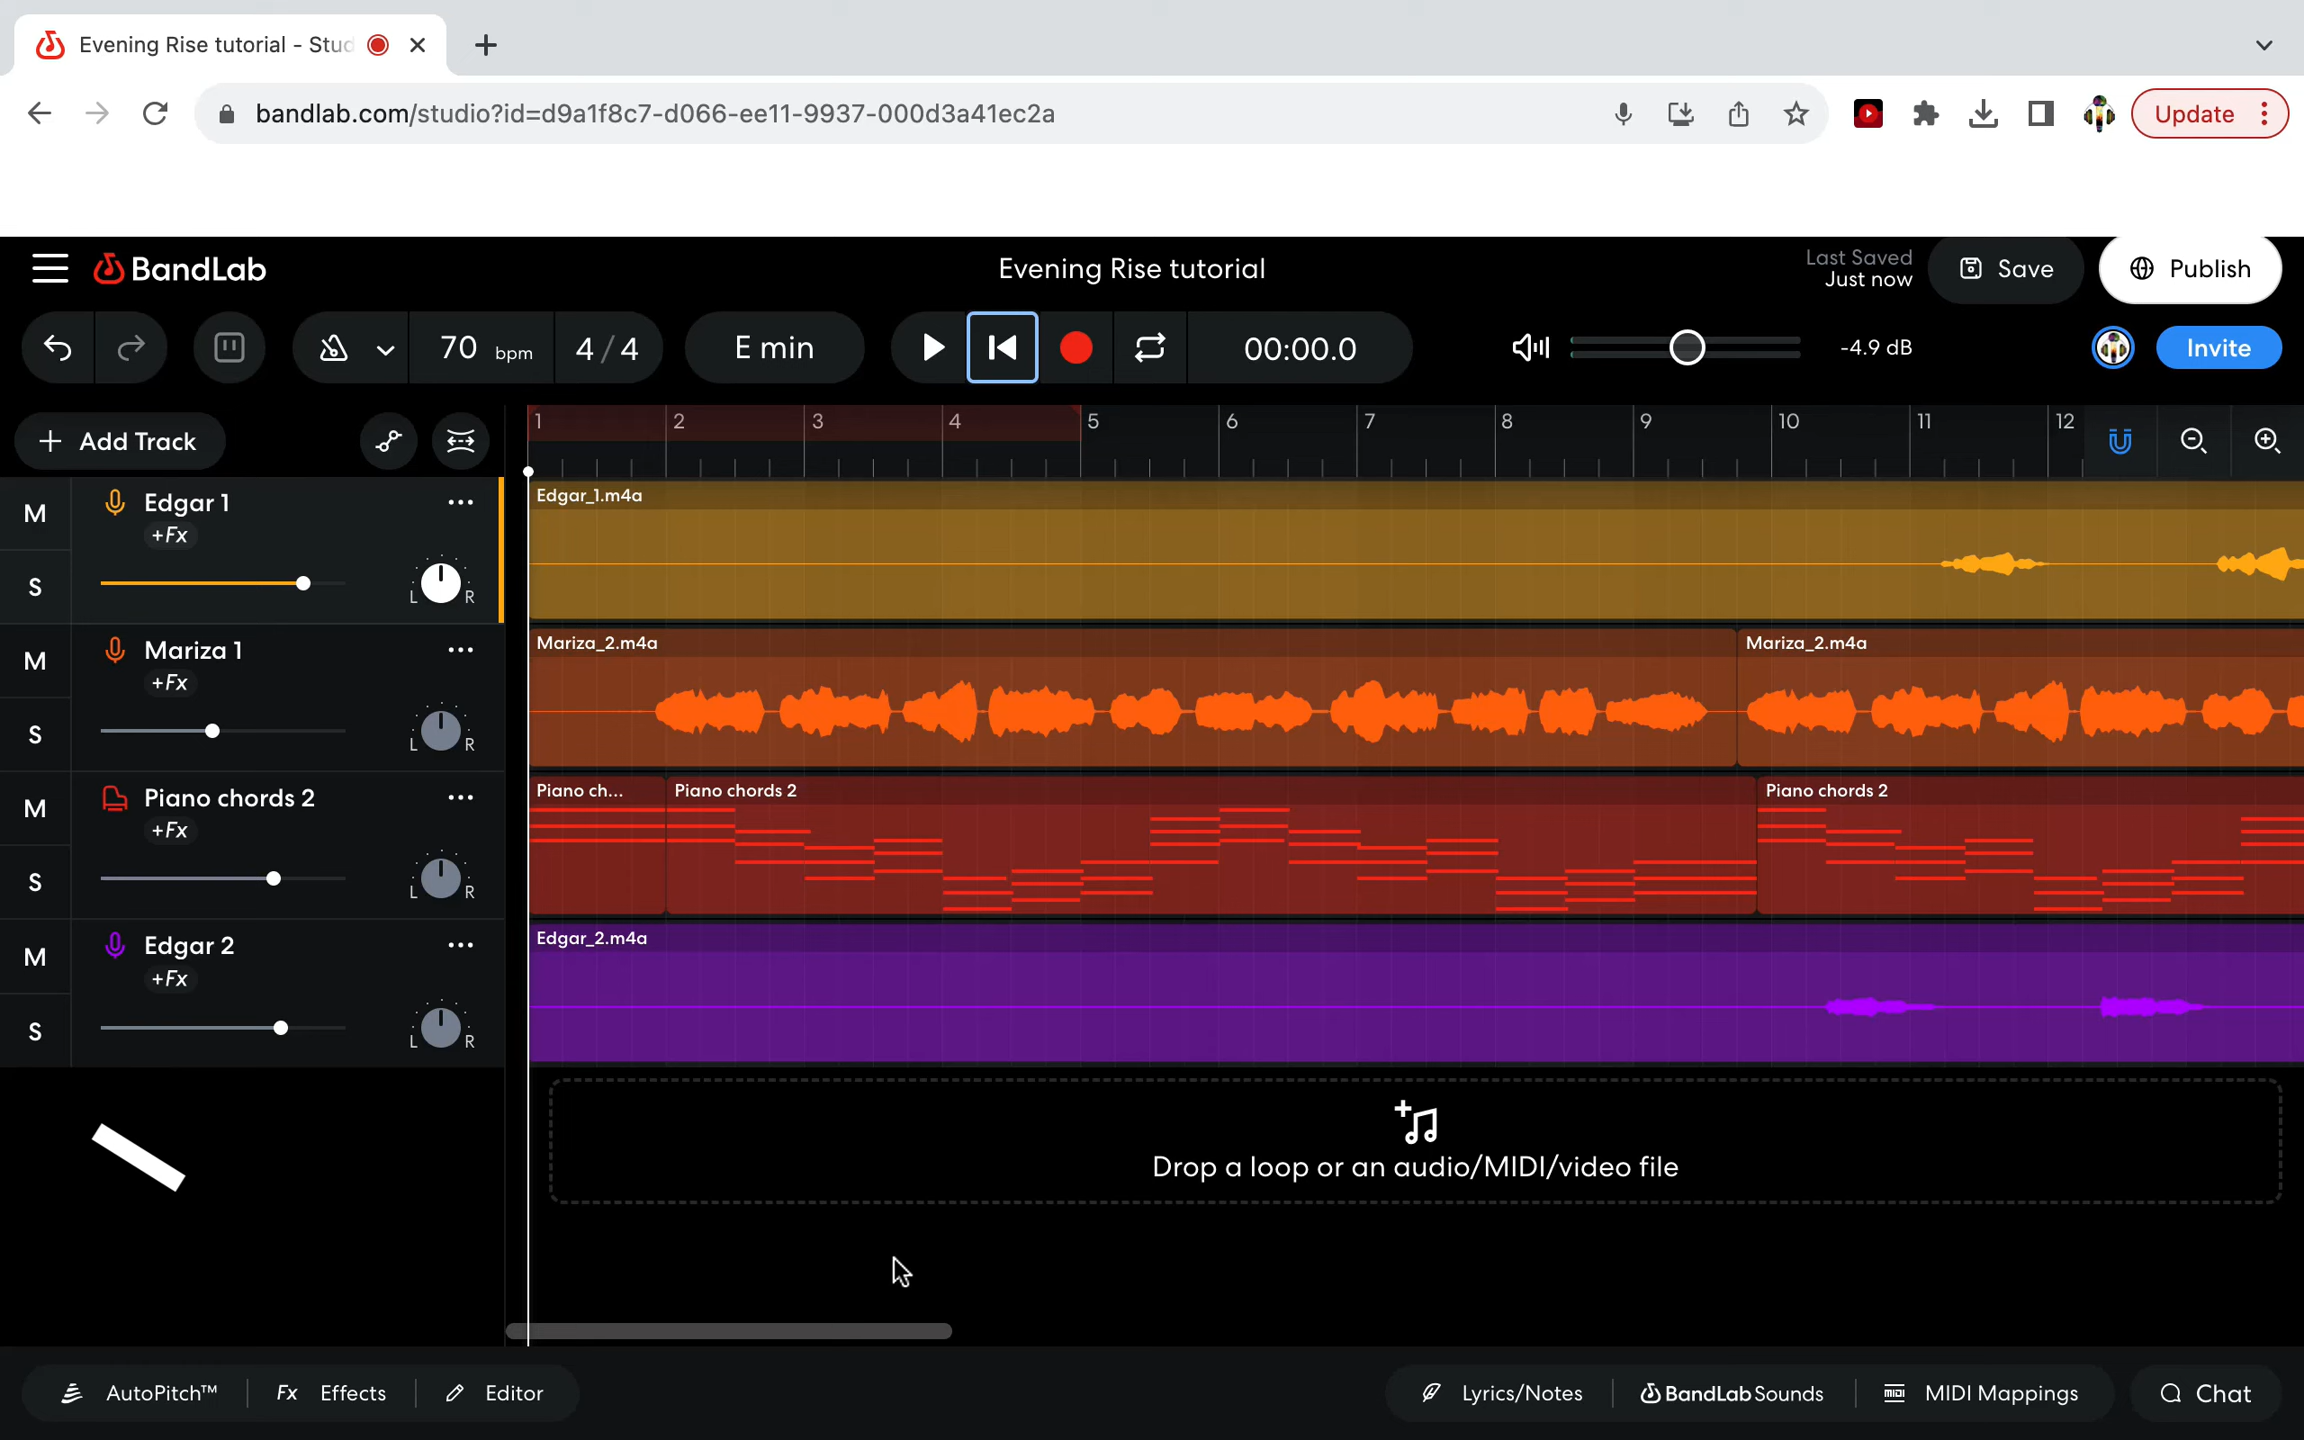 Evening Rise tutorial - Stud
bandlab.com/studio?id=d9a1f8c7-d066-ee11-9937-000d3a41ec2a
Update
BandLab
Evening Rise tutorial
Last Saved
Just now
Save
Publish
70 bpm
4/4
E min
00:00.0
-4.9 dB
Invite
+ Add Track
1 2 3 4 5 6 7 8 9 10 11 12
M
Edgar 1
+Fx
S
L R
Edgar_1.m4a
M
Mariza 1
+Fx
S
L R
Mariza_2.m4a
Mariza_2.m4a
M
Piano chords 2
+Fx
S
L R
Piano ch...
Piano chords 2
Piano chords 2
M
Edgar 2
+Fx
S
L R
Edgar_2.m4a
Drop a loop or an audio/MIDI/video file
AutoPitch™
Fx Effects
Editor
Lyrics/Notes
BandLab Sounds
MIDI MIDI Mappings
Chat